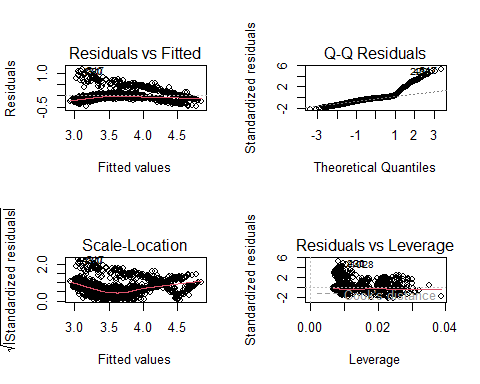 Residuals vs Fitted
Residuals
1.0
-0.5
3.0 3.5 4.0 4.5
Fitted values
Q-Q Residuals
Standardized residuals
6
2
-2
-3 -1 0 1 2 3
Theoretical Quantiles
Scale-Location
√|Standardized residuals|
2.0
0.0
3.0 3.5 4.0 4.5
Fitted values
Residuals vs Leverage
Standardized residuals
6
2
-2
Cook's distance
0.00 0.02 0.04
Leverage